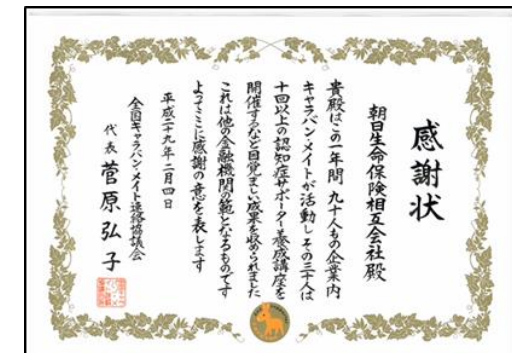 感謝状
朝日生命保険相互会社殿
貴殿はこの一年間 九十人もの企業内
キャラバン・メイトが活動しその三十人は
十回以上の認知症サポーター養成講座を
開催するなど目覚ましい成果を収められました
これは他の金融機関の範となるものです
よってここに感謝の意を表します
平成二十九年二月四日
全国キャラバン・メイト連絡協議会
代表 菅原弘子